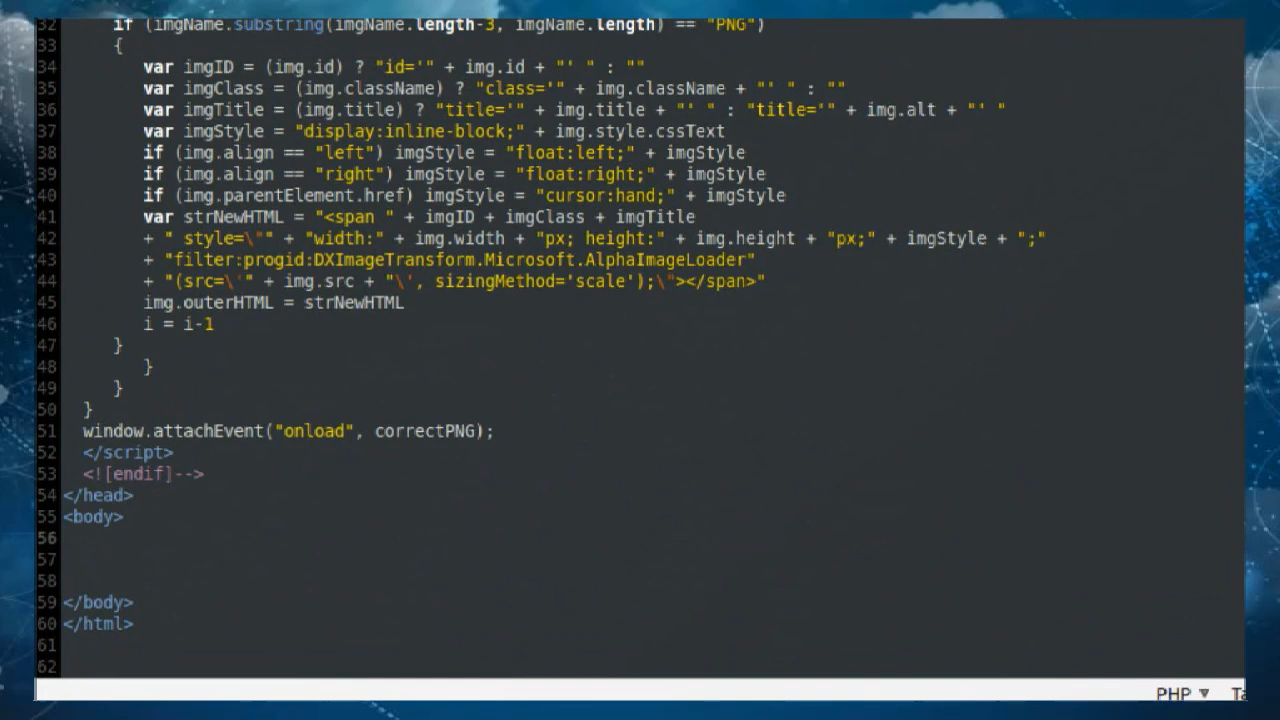 32 if (imgName.substring(imgName.length-3, imgName.length) == "PNG")
33 {
34 var imgID = (img.id) ? "id='" + img.id + "' " : ""
35 var imgClass = (img.className) ? "class='" + img.className + "' " : ""
36 var imgTitle = (img.title) ? "title='" + img.title + "' " : "title='" + img.alt + "' "
37 var imgStyle = "display:inline-block;" + img.style.cssText
38 if (img.align == "left") imgStyle = "float:left;" + imgStyle
39 if (img.align == "right") imgStyle = "float:right;" + imgStyle
40 if (img.parentElement.href) imgStyle = "cursor:hand;" + imgStyle
41 var strNewHTML = "<span " + imgID + imgClass + imgTitle
42 + " style=\"" + "width:" + img.width + "px; height:" + img.height + "px;" + imgStyle + ";"
43 + "filter:progid:DXImageTransform.Microsoft.AlphaImageLoader"
44 + "(src=\'" + img.src + "\', sizingMethod='scale');\"></span>"
45 img.outerHTML = strNewHTML
46 i = i-1
47 }
48 }
49 }
50 }
51 window.attachEvent("onload", correctPNG);
52 </script>
53 <![endif]-->
54 </head>
55 <body>
56
57
58
59 </body>
60 </html>
61
62
PHP ▼ Ta